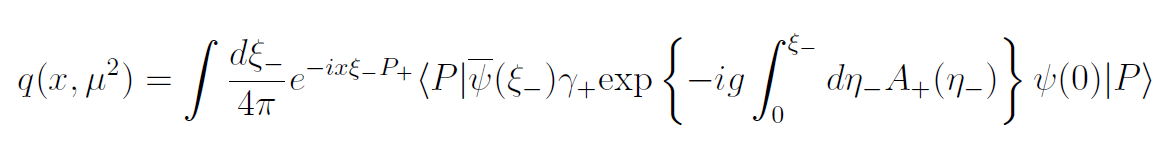 q(x, μ²) = ∫ dξ₋/4π e^{-ixξ₋P₊} ⟨P|ψ̅(ξ₋)γ₊exp{-ig ∫₀^{ξ₋} dη₋A₊(η₋)} ψ(0)|P⟩